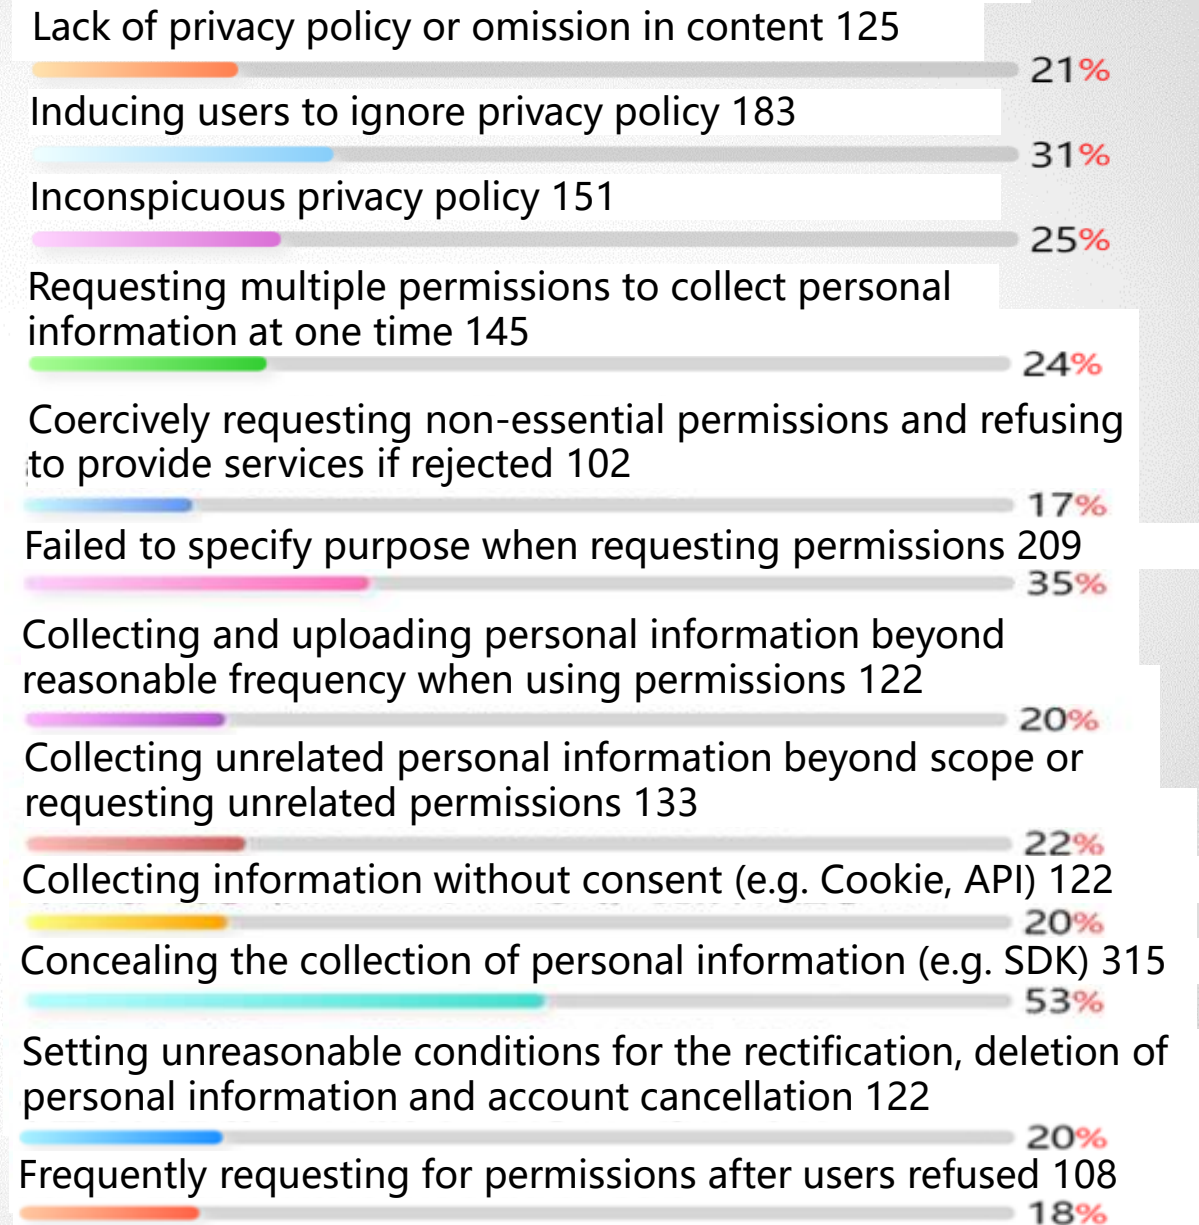 Lack of privacy policy or omission in content 125
21%
Inducing users to ignore privacy policy 183
31%
Inconspicuous privacy policy 151
25%
Requesting multiple permissions to collect personal
information at one time 145
24%
Coercively requesting non-essential permissions and refusing
to provide services if rejected 102
17%
Failed to specify purpose when requesting permissions 209
35%
Collecting and uploading personal information beyond
reasonable frequency when using permissions 122
20%
Collecting unrelated personal information beyond scope or
requesting unrelated permissions 133
22%
Collecting information without consent (e.g. Cookie, API) 122
20%
Concealing the collection of personal information (e.g. SDK) 315
53%
Setting unreasonable conditions for the rectification, deletion of
personal information and account cancellation 122
20%
Frequently requesting for permissions after users refused 108
18%